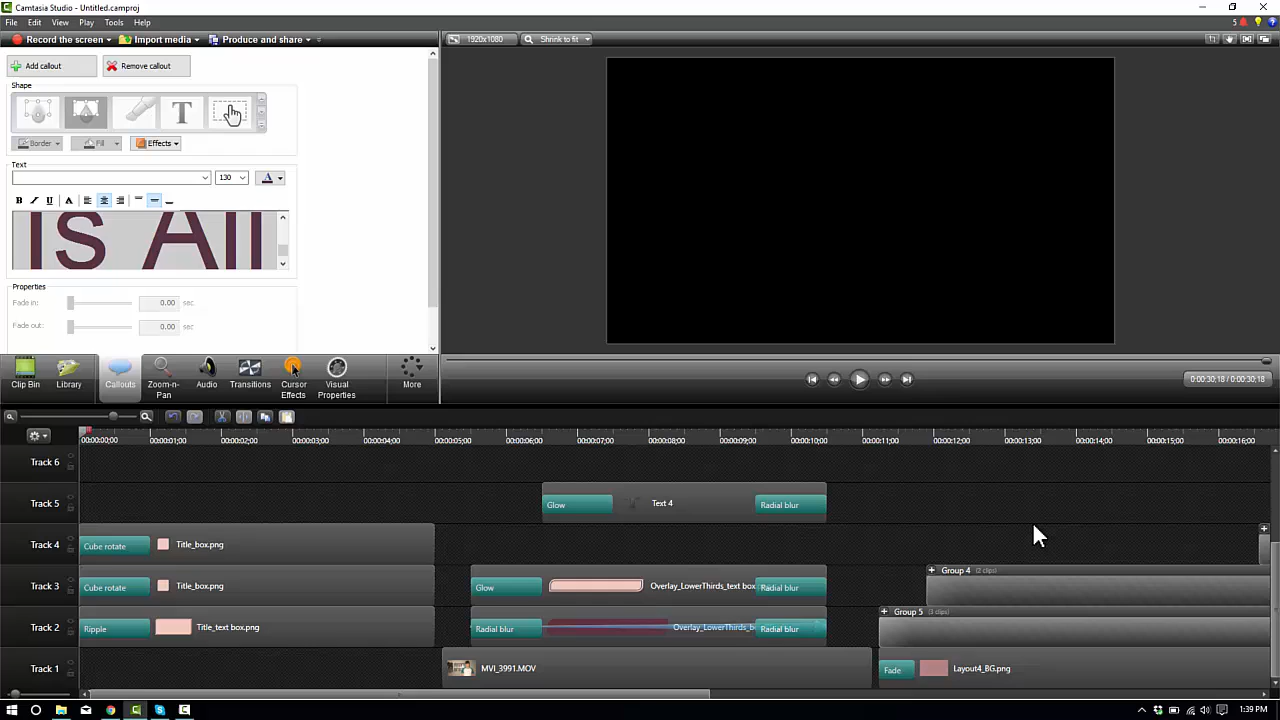 Camtasia Studio - Untitled.camproj
File Edit View Play Tools Help
5
Record the screen Import media Produce and share
1920x1080 Shrink to fit
Add callout Remove callout
Shape
T
Border Fill Effects
Text
130 A
B I U A
Is All
Properties
Fade in: 0.00 sec
Fade out: 0.00 sec
Clip Bin Library Callouts Zoom-n-Pan Audio Transitions Cursor Effects Visual Properties More
0:00:30;18 / 0:00:30;18
00:00:00;00 00:00:01;00 00:00:02;00 00:00:03;00 00:00:04;00 00:00:05;00 00:00:06;00 00:00:07;00 00:00:08;00 00:00:09;00 00:00:10;00 00:00:11;00 00:00:12;00 00:00:13;00 00:00:14;00 00:00:15;00 00:00:16;00
Track 6
Track 5 Glow Text 4 Radial blur
Track 4 Cube rotate Title_box.png
Track 3 Cube rotate Title_box.png Glow Overlay_LowerThirds_text box Radial blur Group 4 (2 clips)
Track 2 Ripple Title_text box.png Radial blur Overlay_LowerThirds_b Radial blur Group 5 (3 clips)
Track 1 MVI_3991.MOV Fade Layout4_BG.png
1:39 PM